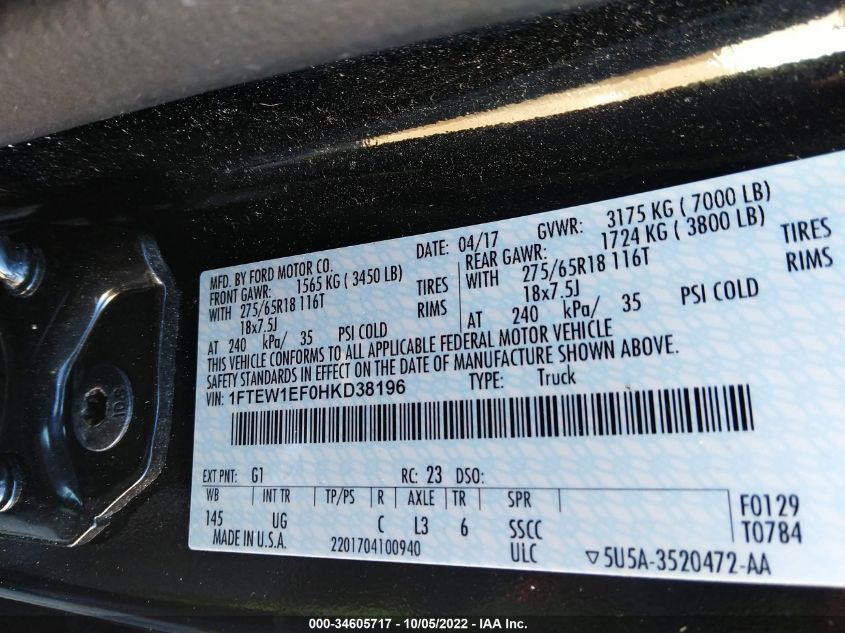 MFD. BY FORD MOTOR CO.
DATE: 04/17 GVWR: 3175 KG ( 7000 LB)
FRONT GAWR: 1565 KG ( 3450 LB)
REAR GAWR: 1724 KG ( 3800 LB)
WITH 275/65R18 116T TIRES
WITH 275/65R18 116T TIRES
18x7.5J RIMS
18x7.5J RIMS
AT 240 kPa/ 35 PSI COLD
AT 240 kPa/ 35 PSI COLD
THIS VEHICLE CONFORMS TO ALL APPLICABLE FEDERAL MOTOR VEHICLE
SAFETY STANDARDS IN EFFECT ON THE DATE OF MANUFACTURE SHOWN ABOVE.
VIN: 1FTEW1EF0HKD38196 TYPE: Truck
EXT PNT: G1 RC: 23 DSO:
WB INT TR TP/PS R AXLE TR SPR
145 UG C L3 6 SSCC
F0129
T0784
MADE IN U.S.A. 2201704100940 ULC ▽5U5A-3520472-AA
000-34605717 - 10/05/2022 - IAA Inc.